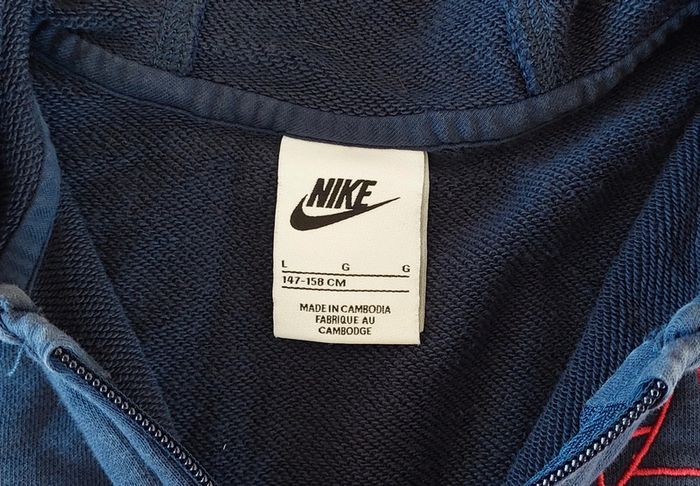 NIKE
L G G
147-158 CM
MADE IN CAMBODIA
FABRIQUE AU
CAMBODGE